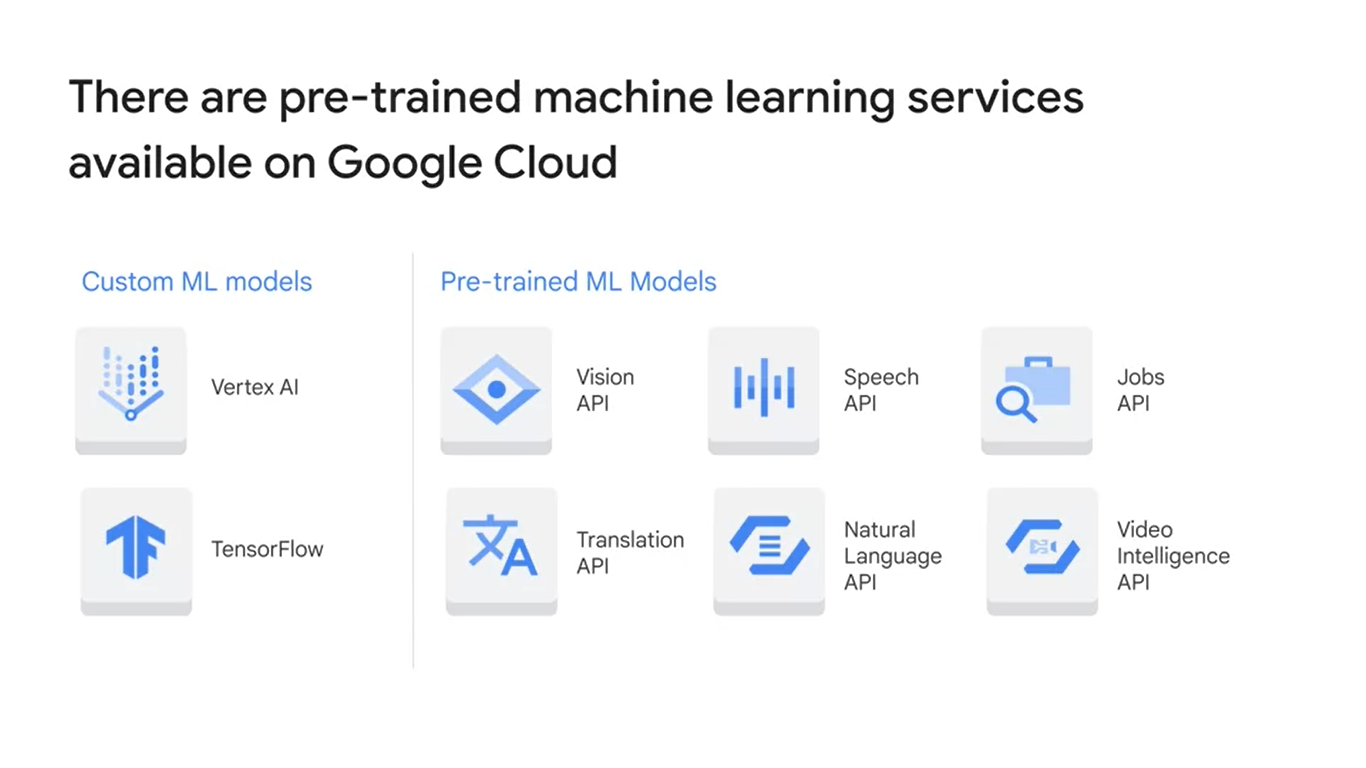 There are pre-trained machine learning services
available on Google Cloud
Custom ML models
Vertex AI
TensorFlow
Pre-trained ML Models
Vision
API
Speech
API
Jobs
API
Translation
API
Natural
Language
API
Video
Intelligence
API